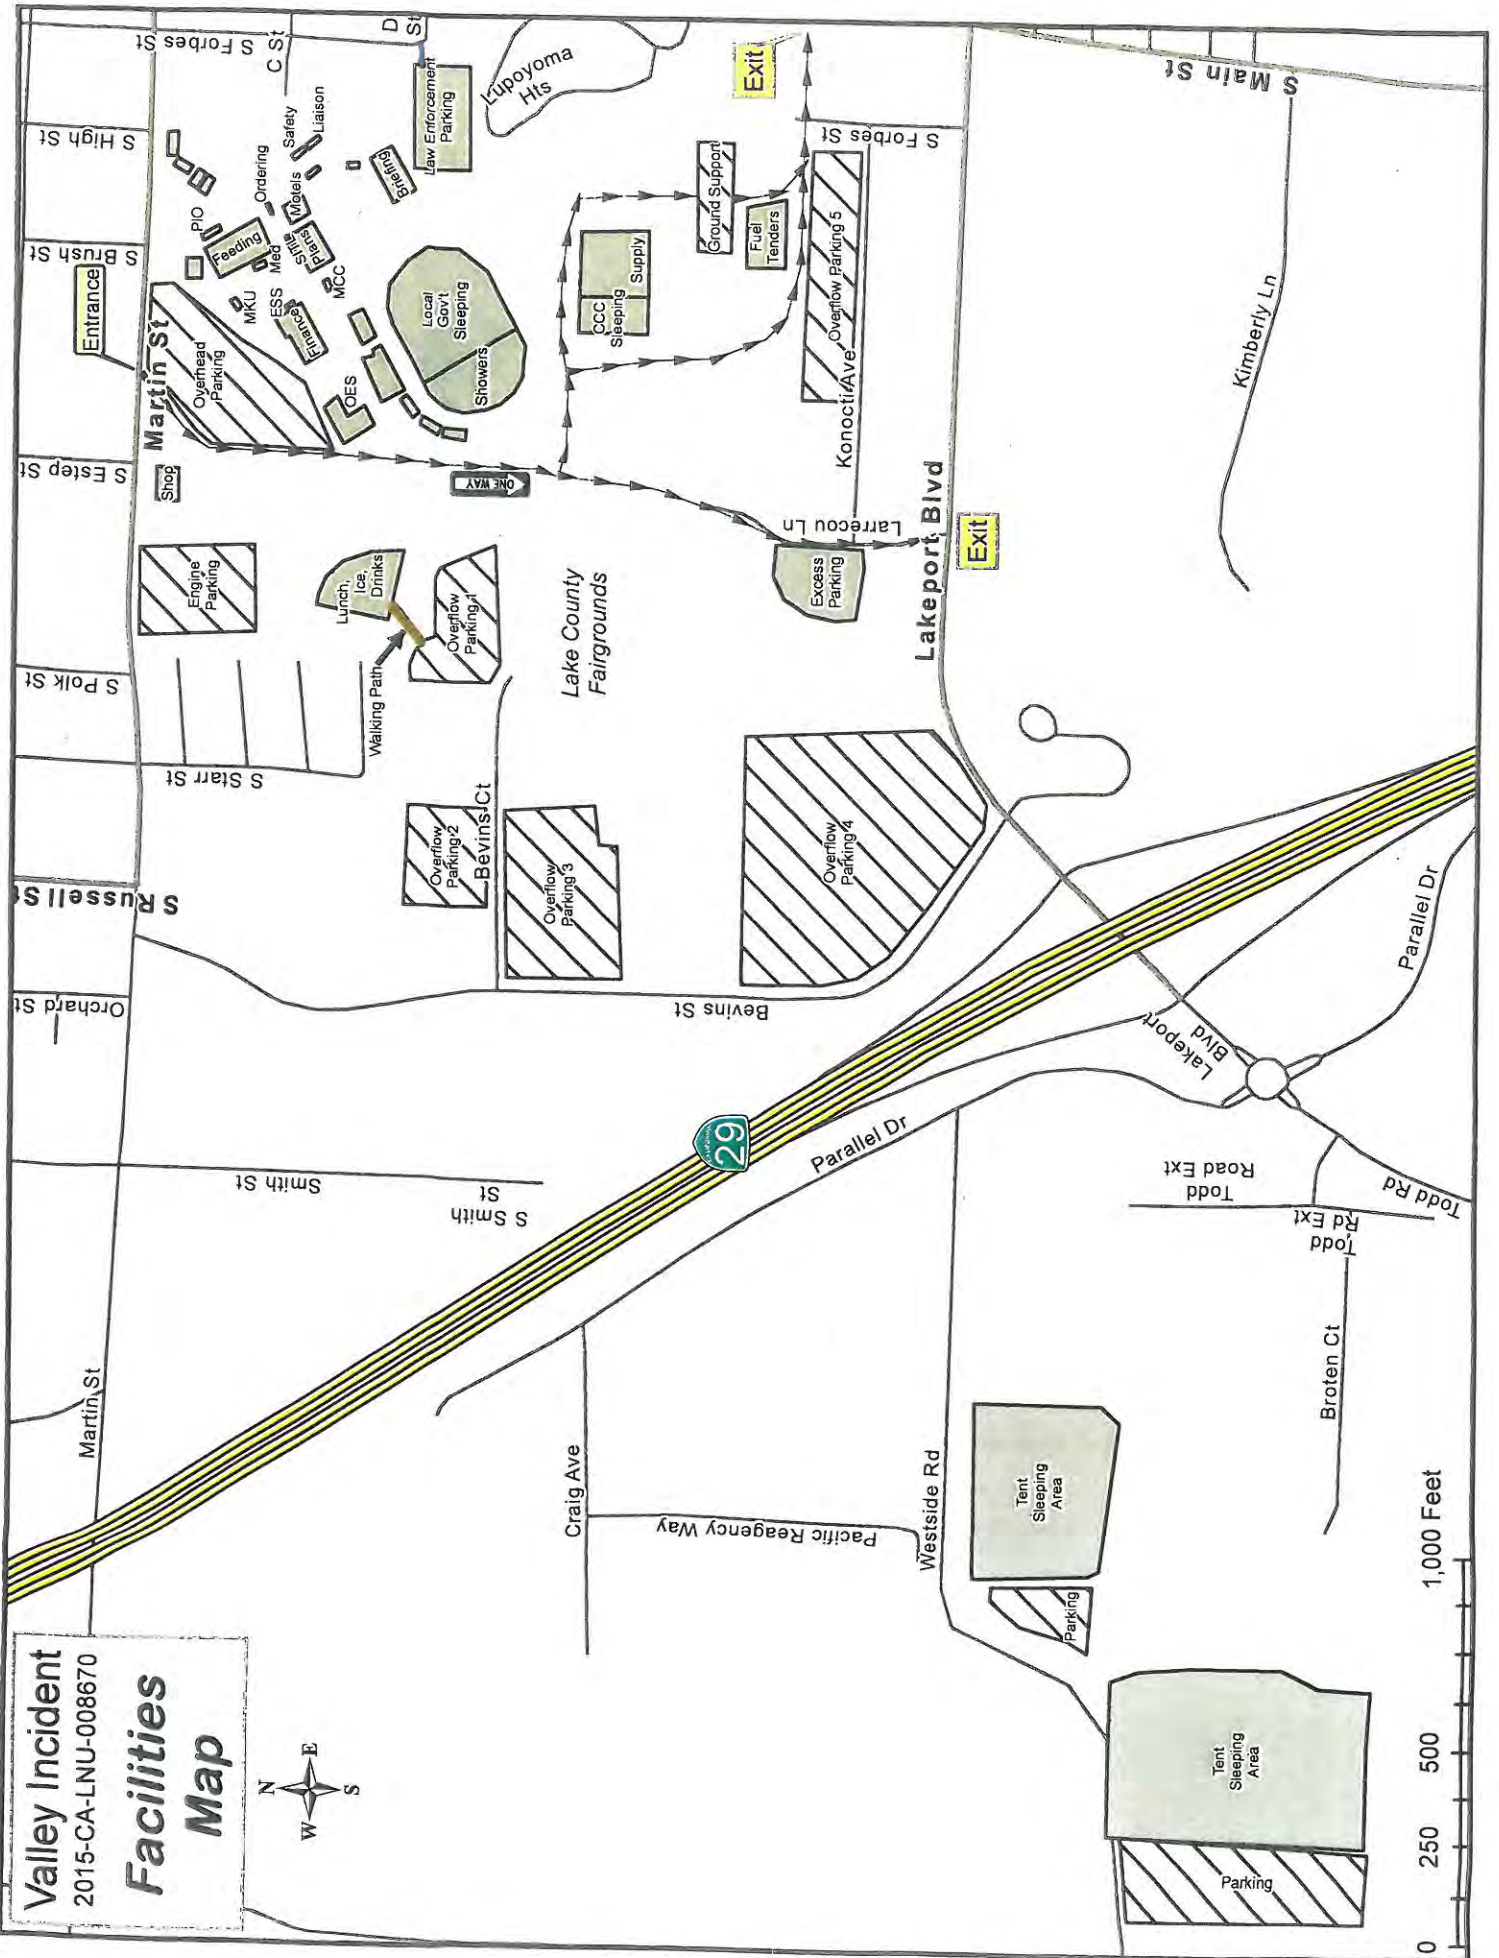 Valley Incident
2015-CA-LNU-008670
Facilities
Map
N
W
E
S
Martin St
Orchard St
S Russell St
S Polk St
S Estep St
Entrance
S Brush St
S High St
S Forbes St
C St
D
St
Martin St
Smith St
S Smith
St
S Starr St
Engine
Parking
Shop
Overhead
Parking
PIO
Feeding
Ordering
Safety
Liaison
Motels
Med
SITL
Plans
MKU
ESS
MCC
Finance
OES
Briefing
Law Enforcement
Parking
Lupoyoma
Hts
Local
Gov't
Sleeping
Showers
ONE WAY
Lunch,
Ice,
Drinks
Walking Path
Overflow
Parking 1
Lake County
Fairgrounds
Bevins Ct
Overflow
Parking 2
Overflow
Parking 3
Overflow
Parking 4
Bevins St
CCC
Sleeping
Supply
Ground Support
Fuel
Tenders
Overflow Parking 5
Exit
S Forbes St
S Main St
Konocti Ave
Larrecou Ln
Excess
Parking
Lakeport Blvd
Exit
Kimberly Ln
CALIFORNIA
29
Parallel Dr
Parallel Dr
Lakeport
Blvd
Craig Ave
Pacific Reagency Way
Westside Rd
Todd
Road Ext
Todd
Rd Ext
Todd Rd
Broten Ct
Tent
Sleeping
Area
Parking
Tent
Sleeping
Area
Parking
0
250
500
1,000 Feet